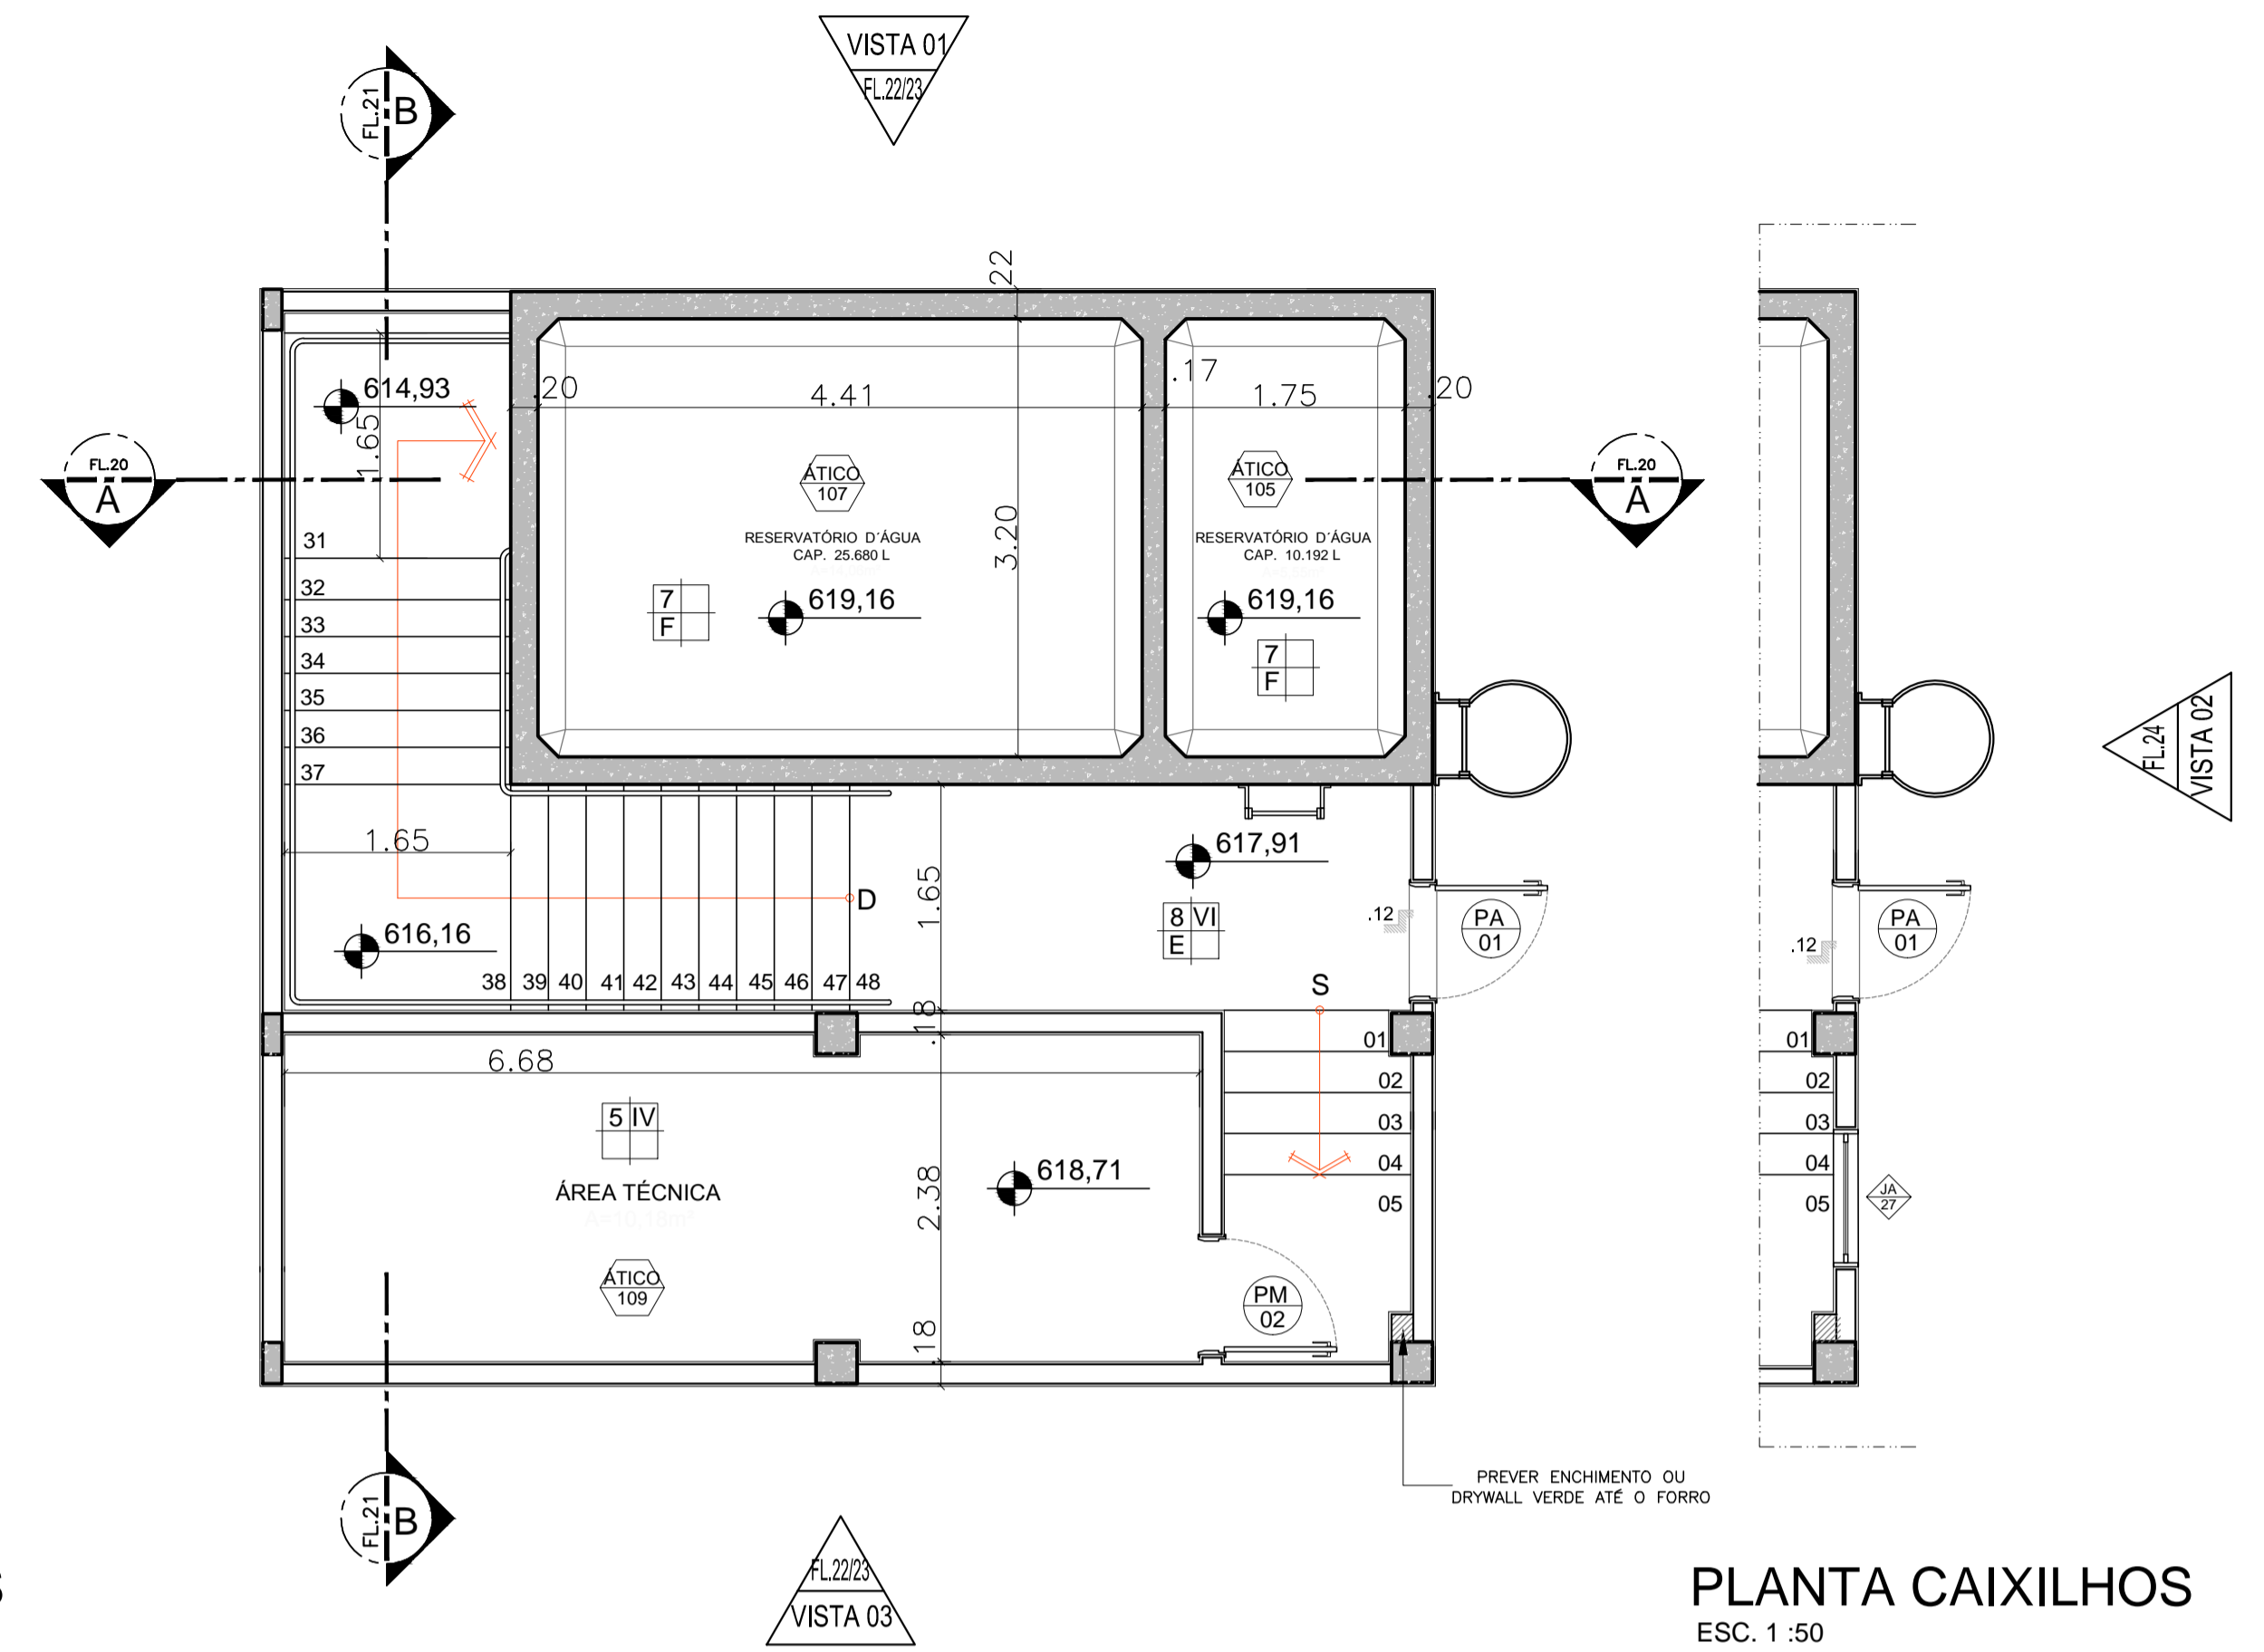 VISTA 01
FL.22/23
FL.21
B
.22
614,93
.20
4.41
.17
1.75
.20
1.65
FL.20
A
ÁTICO
107
ÁTICO
105
FL.20
A
RESERVATÓRIO D´ÁGUA
CAP. 25.680 L
RESERVATÓRIO D´ÁGUA
CAP. 10.192 L
3.20
31
32
33
34
35
36
37
7
F
619,16
619,16
7
F
FL.24
VISTA 02
1.65
617,91
1.65
D
616,16
8 VI
E
.12
PA
01
.12
PA
01
38 39 40 41 42 43 44 45 46 47 48
S
.18
6.68
01
02
03
04
05
01
02
03
04
05
5 IV
ÁREA TÉCNICA
A=10,18m²
618,71
2.38
JA
27
ÁTICO
109
PM
02
.18
PREVER ENCHIMENTO OU
DRYWALL VERDE ATÉ O FORRO
FL.21
B
FL.22/23
VISTA 03
PLANTA CAIXILHOS
ESC. 1 :50